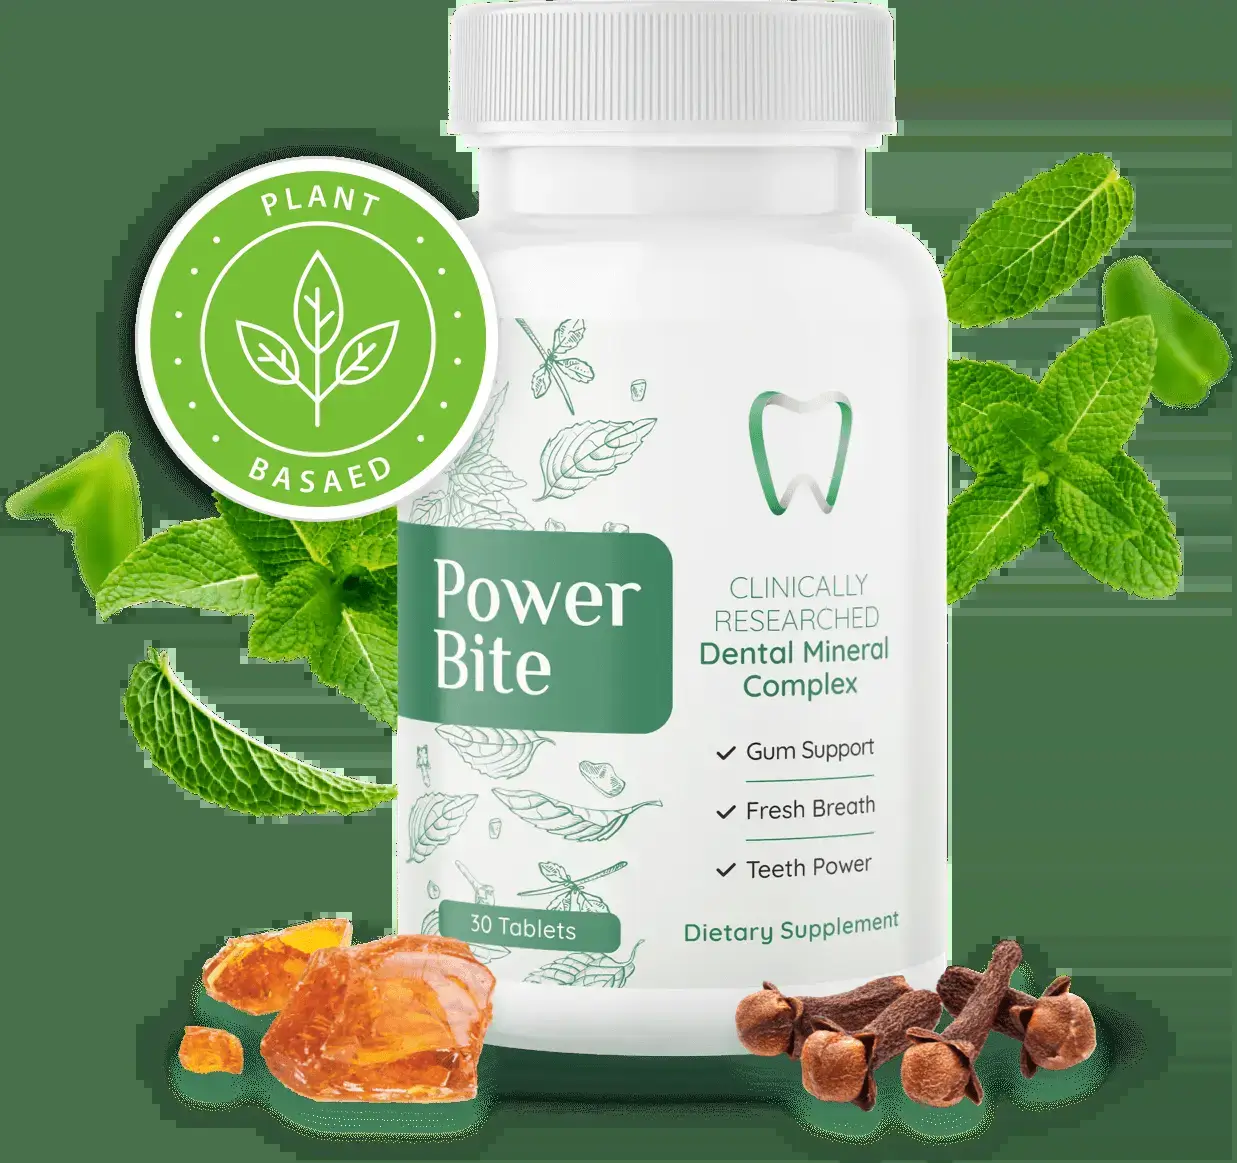 PLANT
BASAED
Power
Bite
30 Tablets
CLINICALLY
RESEARCHED
Dental Mineral
Complex
Gum Support
Fresh Breath
Teeth Power
Dietary Supplement